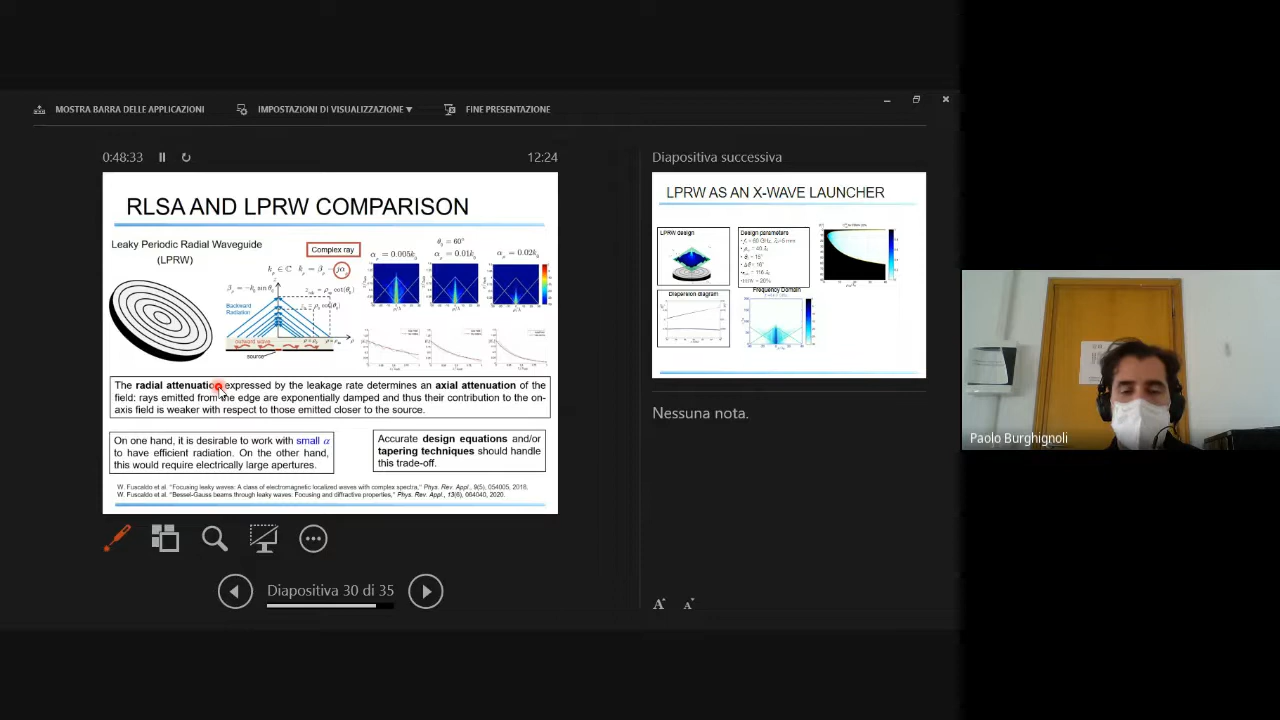 MOSTRA BARRA DELLE APPLICAZIONI
IMPOSTAZIONI DI VISUALIZZAZIONE ▼
FINE PRESENTAZIONE
0:48:33
12:24
RLSA AND LPRW COMPARISON
Leaky Periodic Radial Waveguide
(LPRW)
Complex ray
Backward
Radiation
outward wave
source
θ₀ = 60°
The radial attenuation expressed by the leakage rate determines an axial attenuation of the
field: rays emitted from the edge are exponentially damped and thus their contribution to the on-
axis field is weaker with respect to those emitted closer to the source.
On one hand, it is desirable to work with small α
to have efficient radiation. On the other hand,
this would require electrically large apertures.
Accurate design equations and/or
tapering techniques should handle
this trade-off.
W. Fuscaldo et al. "Focusing leaky waves: A class of electromagnetic localized waves with complex spectra," Phys. Rev. Appl., 9(5), 054005, 2018.
W. Fuscaldo et al. "Bessel-Gauss beams through leaky waves: Focusing and diffractive properties," Phys. Rev. Appl., 13(6), 064040, 2020.
Diapositiva 30 di 35
Diapositiva successiva
LPRW AS AN X-WAVE LAUNCHER
LPRW design
Design parameters
Dispersion diagram
Frequency Domain
Nessuna nota.
A A
Paolo Burghignoli